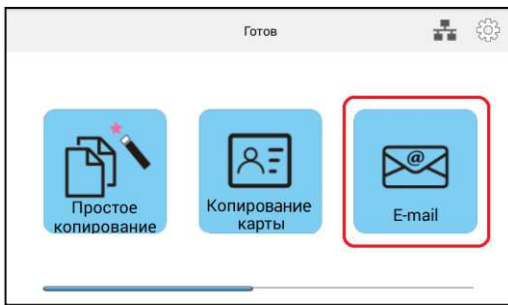 Готов
Простое
копирование
Копирование
карты
@
E-mail